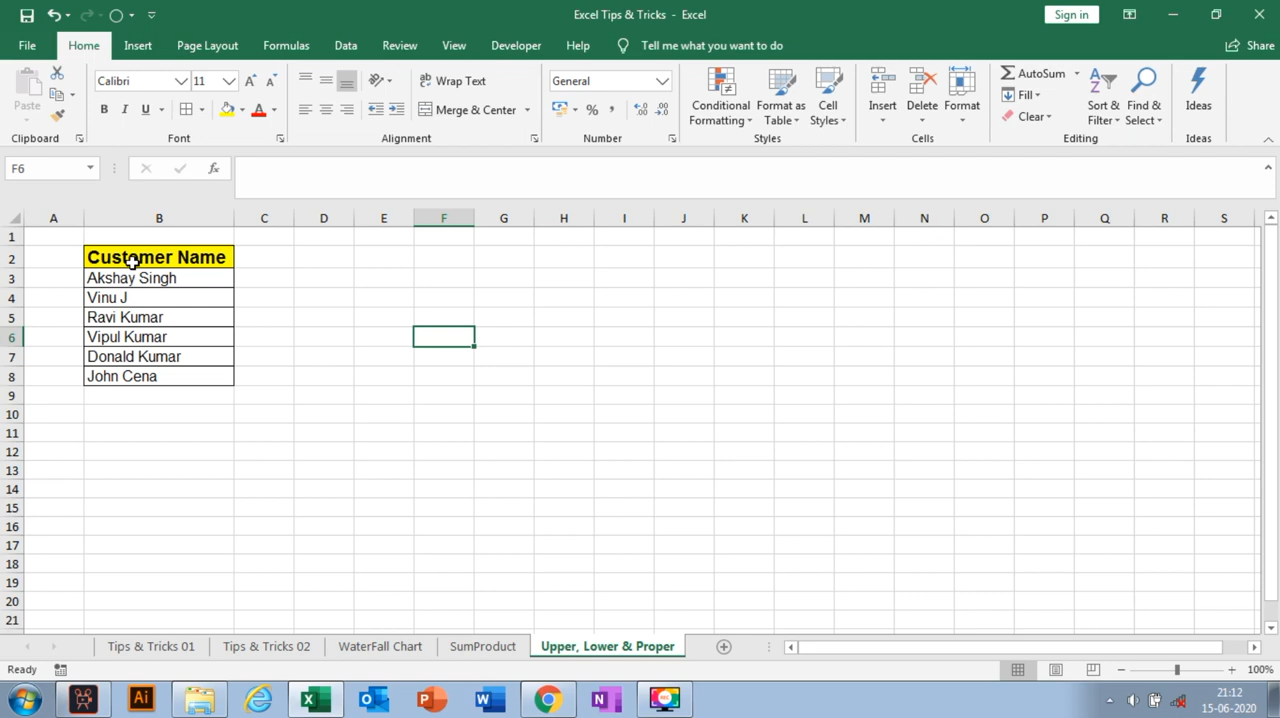 Excel Tips & Tricks - Excel
Sign in
File Home Insert Page Layout Formulas Data Review View Developer Help Tell me what you want to do Share
Paste
Calibri 11
B I U
Wrap Text
Merge & Center
General
Conditional Formatting
Format as Table
Cell Styles
Insert
Delete
Format
AutoSum
Fill
Clear
Sort & Filter
Find & Select
Ideas
Clipboard Font Alignment Number Styles Cells Editing Ideas
F6 fx
A B C D E F G H I J K L M N O P Q R S
1
2 Customer Name
3 Akshay Singh
4 Vinu J
5 Ravi Kumar
6 Vipul Kumar
7 Donald Kumar
8 John Cena
9
10
11
12
13
14
15
16
17
18
19
20
21
Tips & Tricks 01 Tips & Tricks 02 WaterFall Chart SumProduct Upper, Lower & Proper
Ready 100%
21:12
15-06-2020